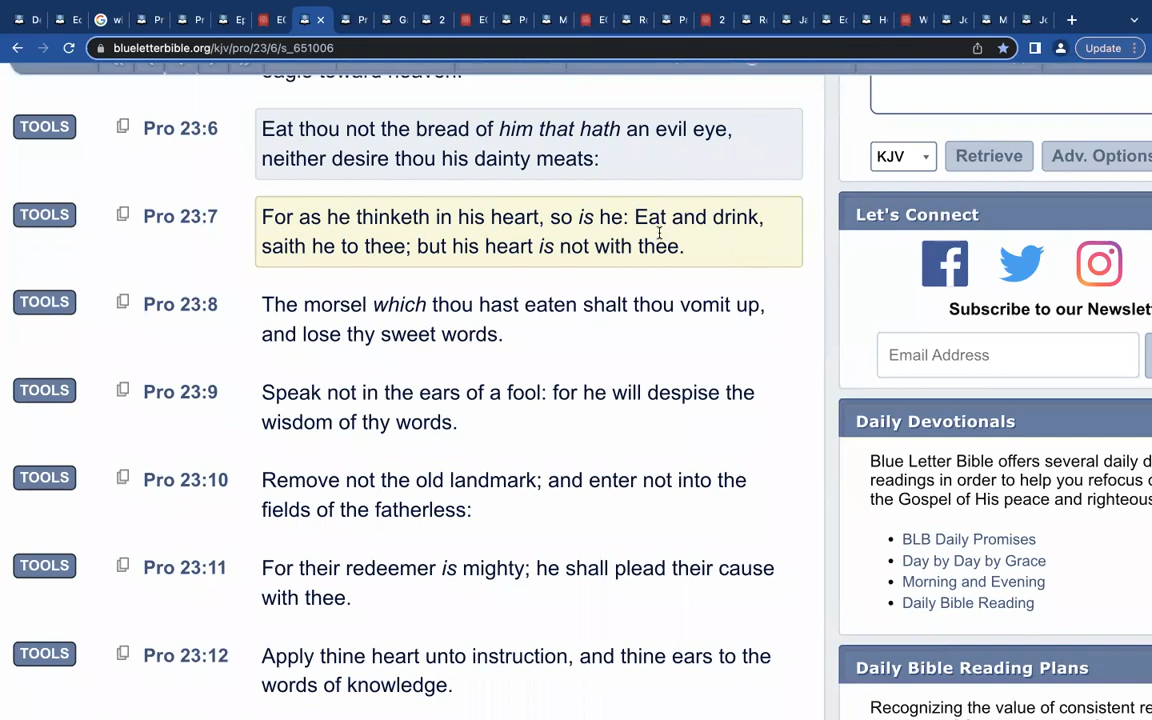 blueletterbible.org/kjv/pro/23/6/s_651006
Update
TOOLS Pro 23:6 Eat thou not the bread of him that hath an evil eye,
neither desire thou his dainty meats:
TOOLS Pro 23:7 For as he thinketh in his heart, so is he: Eat and drink,
saith he to thee; but his heart is not with thee.
TOOLS Pro 23:8 The morsel which thou hast eaten shalt thou vomit up,
and lose thy sweet words.
TOOLS Pro 23:9 Speak not in the ears of a fool: for he will despise the
wisdom of thy words.
TOOLS Pro 23:10 Remove not the old landmark; and enter not into the
fields of the fatherless:
TOOLS Pro 23:11 For their redeemer is mighty; he shall plead their cause
with thee.
TOOLS Pro 23:12 Apply thine heart unto instruction, and thine ears to the
words of knowledge.
KJV Retrieve Adv. Options
Let's Connect
Subscribe to our Newslet
Email Address
Daily Devotionals
Blue Letter Bible offers several daily d
readings in order to help you refocus
the Gospel of His peace and righteou
BLB Daily Promises
Day by Day by Grace
Morning and Evening
Daily Bible Reading
Daily Bible Reading Plans
Recognizing the value of consistent re